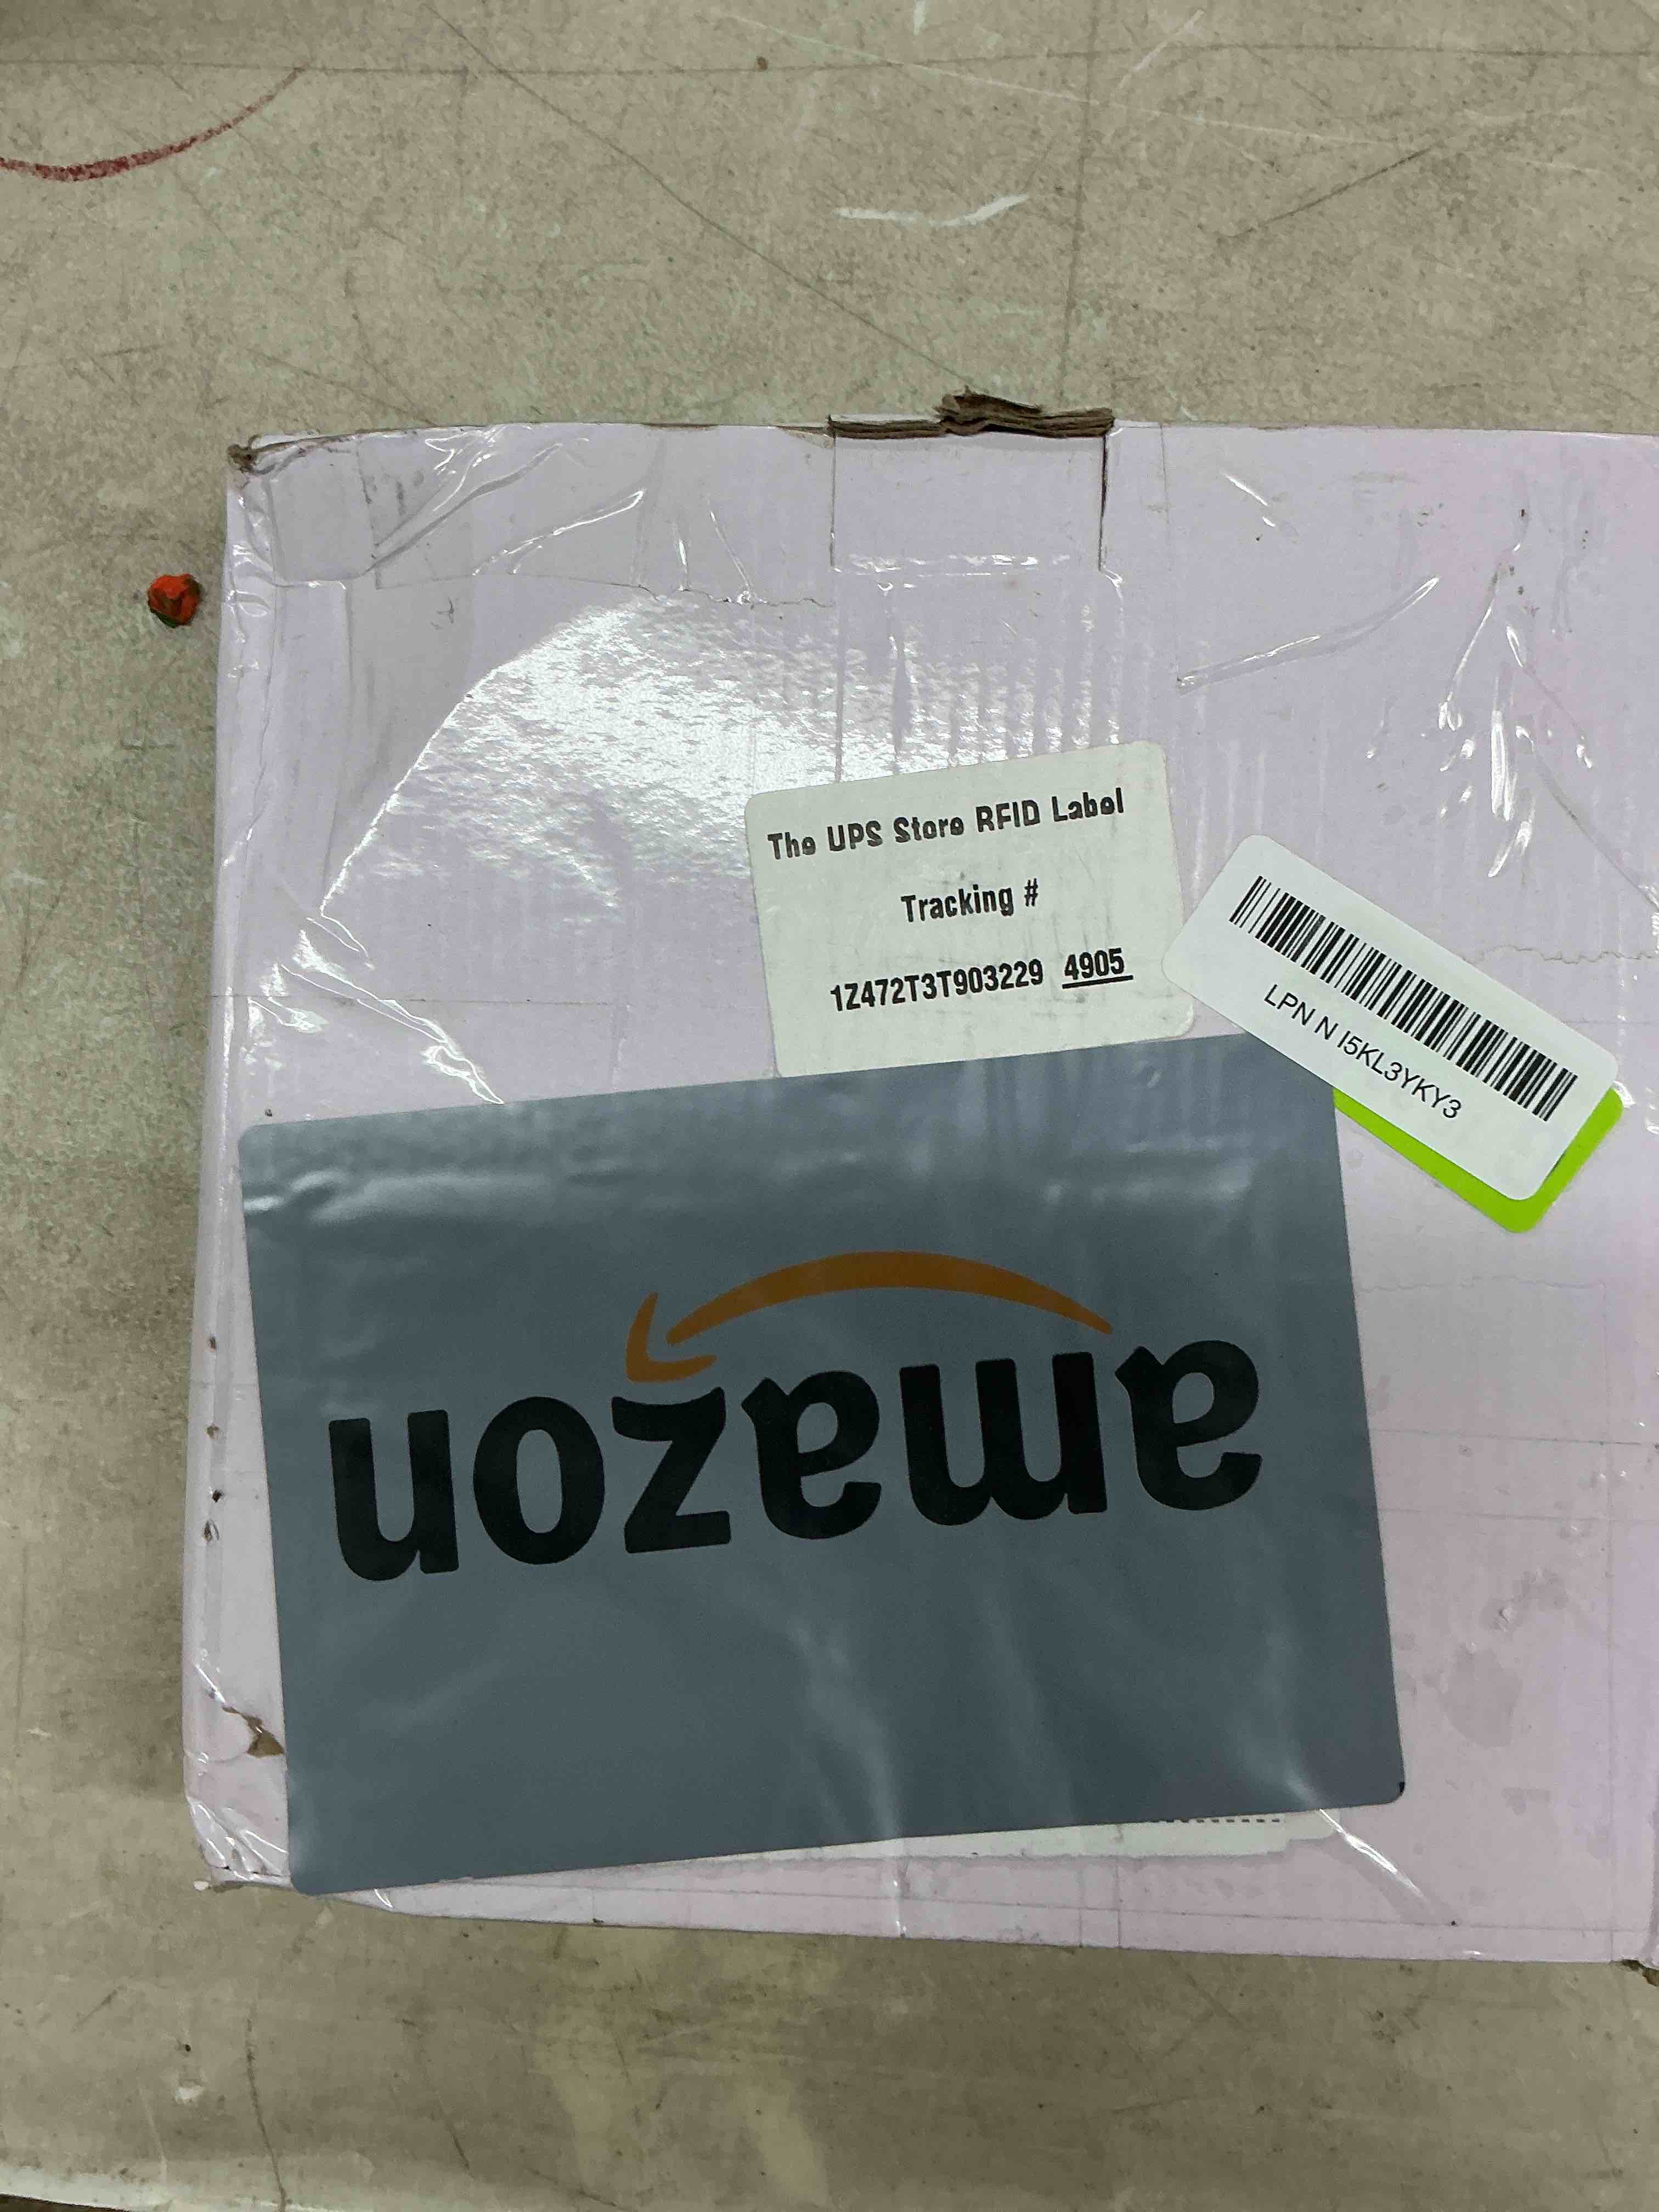 The UPS Store RFID Label
Tracking #
1Z472T3T903229 4905
LPN N I5KL3YKY3
amazon